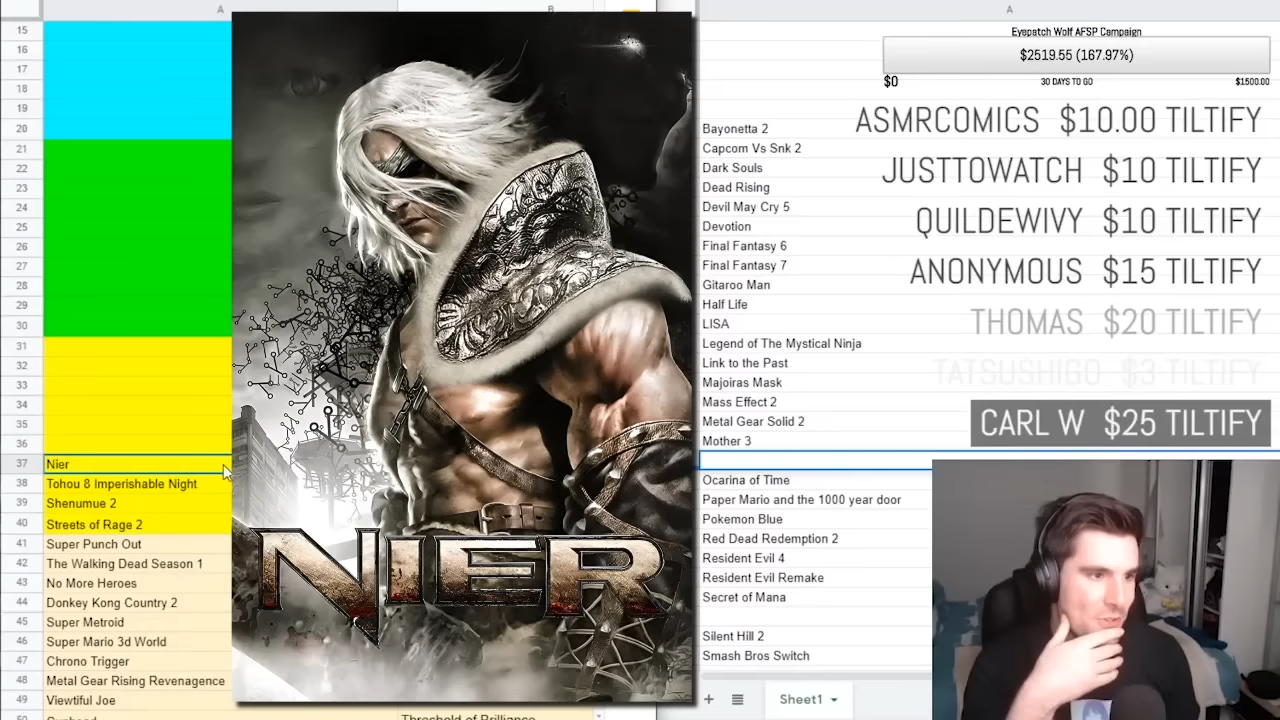 A
B
A
15
16
17
18
19
20
21
22
23
24
25
26
27
28
29
30
31
32
33
34
35
36
37 Nier
38 Tohou 8 Imperishable Night
39 Shenumue 2
40 Streets of Rage 2
41 Super Punch Out
42 The Walking Dead Season 1
43 No More Heroes
44 Donkey Kong Country 2
45 Super Metroid
46 Super Mario 3d World
47 Chrono Trigger
48 Metal Gear Rising Revenagence
49 Viewtiful Joe
50
Threshold of Brilliance
NIER
Bayonetta 2
Capcom Vs Snk 2
Dark Souls
Dead Rising
Devil May Cry 5
Devotion
Final Fantasy 6
Final Fantasy 7
Gitaroo Man
Half Life
LISA
Legend of The Mystical Ninja
Link to the Past
Majoiras Mask
Mass Effect 2
Metal Gear Solid 2
Mother 3
Ocarina of Time
Paper Mario and the 1000 year door
Pokemon Blue
Red Dead Redemption 2
Resident Evil 4
Resident Evil Remake
Secret of Mana
Silent Hill 2
Smash Bros Switch
Sheet1
Eyepatch Wolf AFSP Campaign
$2519.55 (167.97%)
$0 30 DAYS TO GO $1500.00
ASMRCOMICS $10.00 TILTIFY
JUSTTOWATCH $10 TILTIFY
QUILDEWIVY $10 TILTIFY
ANONYMOUS $15 TILTIFY
THOMAS $20 TILTIFY
TATSUSHIGO $3 TILTIFY
CARL W $25 TILTIFY